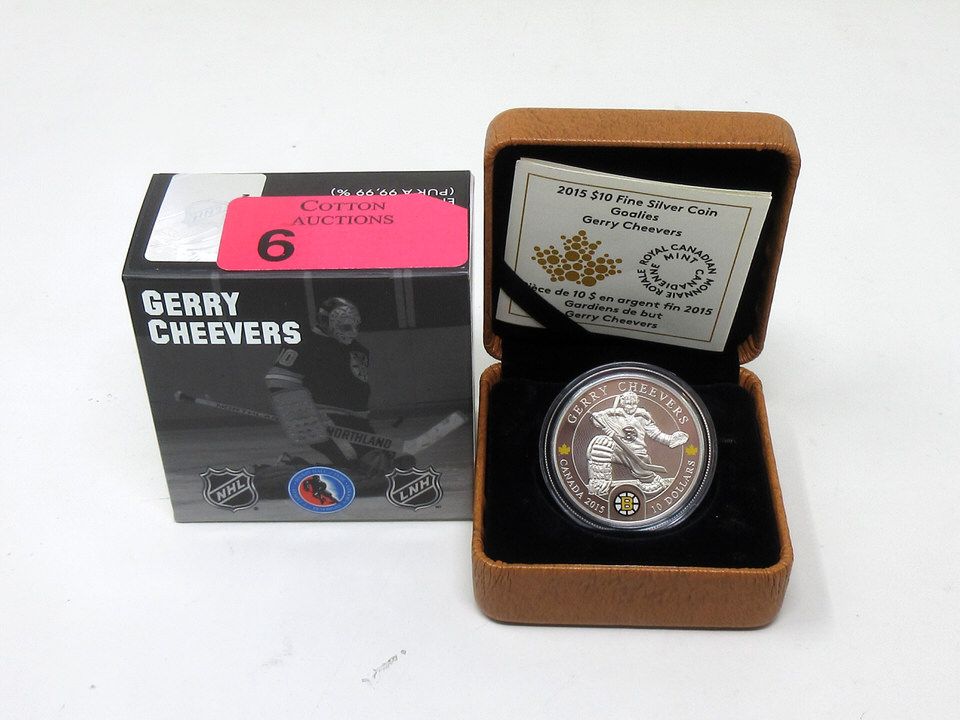 (PUR À 99,99 %)
COTTON
AUCTIONS
6
GERRY
CHEEVERS
NORTHLAND
NHL
LNH
2015 $10 Fine Silver Coin
Goalies
Gerry Cheevers
ROYAL CANADIAN MINT
MONNAIE ROYALE CANADIENNE
ièce de 10 $ en argent fin 2015
Gardiens de but
Gerry Cheevers
GERRY CHEEVERS
CANADA 2015
10 DOLLARS
B